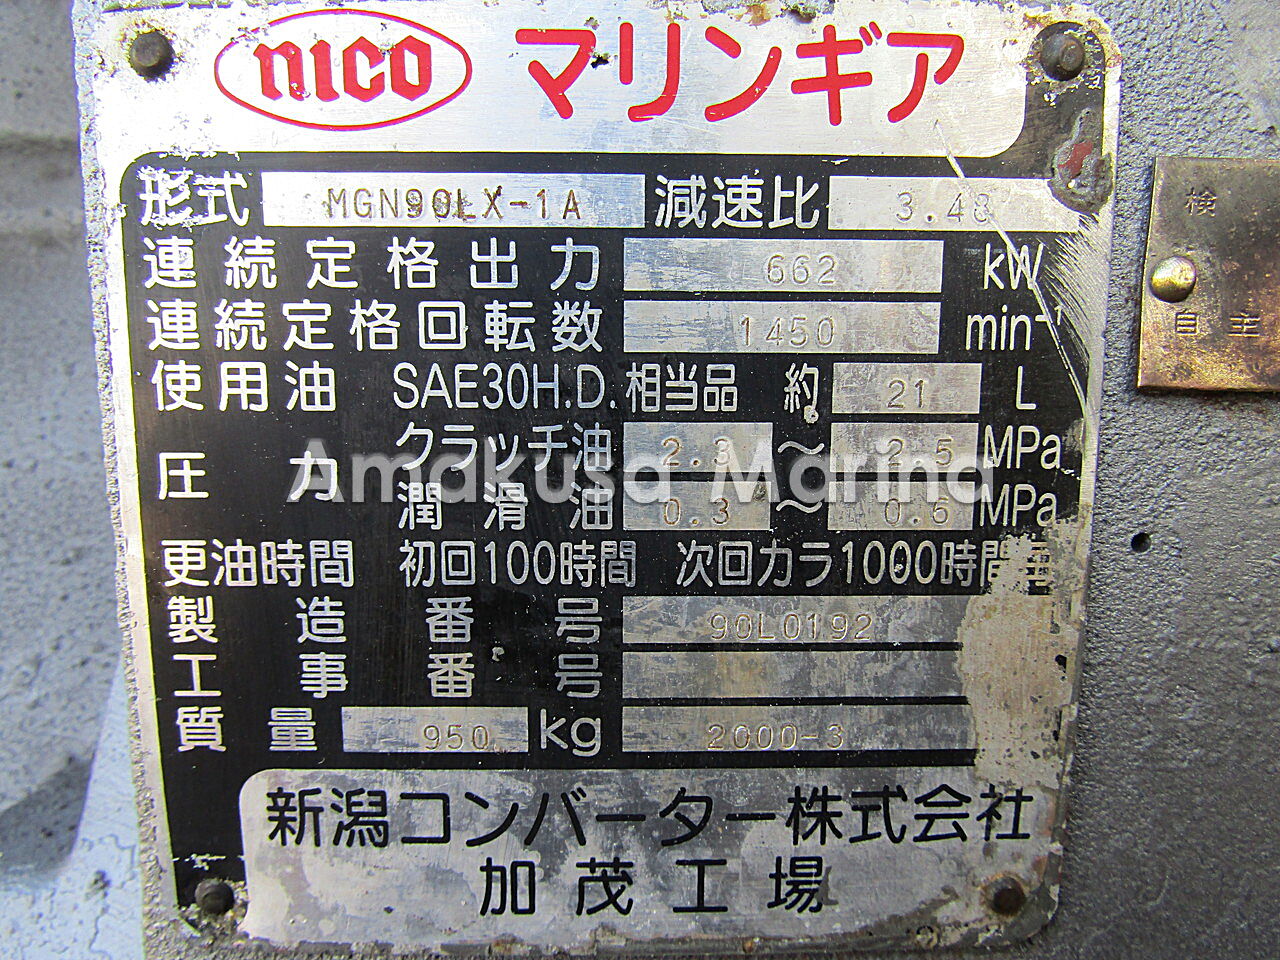 nico マリンギア
形式 MGN90LX-1A 減速比 3.48
連続定格出力 662 kW
連続定格回転数 1450 min⁻¹
使用油 SAE30H.D.相当品 約 21 L
圧力 クラッチ油 2.3 〜 2.5 MPa
潤滑油 0.3 〜 0.6 MPa
Amakusa Marina
更油時間 初回100時間 次回カラ1000時間
製造番号 90L0192
工事番号
質量 950 kg 2000-3
新潟コンバーター株式会社
加茂工場
検
自主